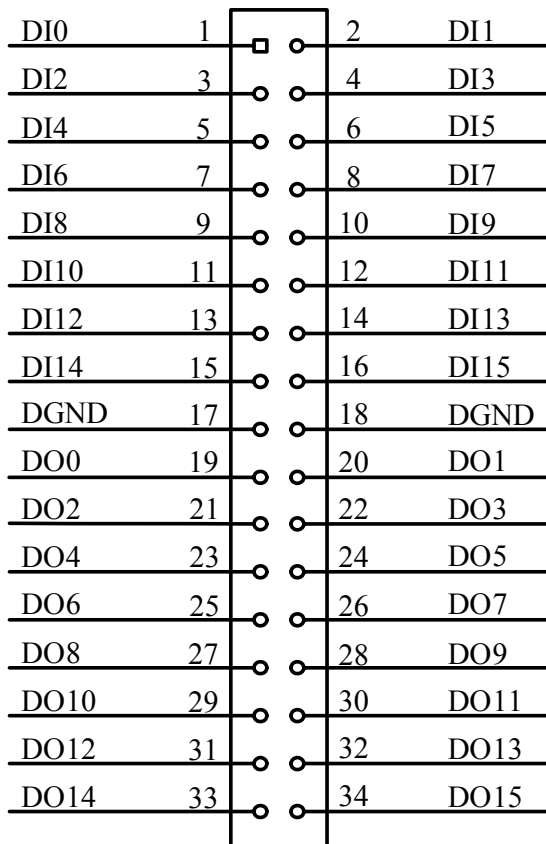 DI0 1 2 DI1
DI2 3 4 DI3
DI4 5 6 DI5
DI6 7 8 DI7
DI8 9 10 DI9
DI10 11 12 DI11
DI12 13 14 DI13
DI14 15 16 DI15
DGND 17 18 DGND
DO0 19 20 DO1
DO2 21 22 DO3
DO4 23 24 DO5
DO6 25 26 DO7
DO8 27 28 DO9
DO10 29 30 DO11
DO12 31 32 DO13
DO14 33 34 DO15